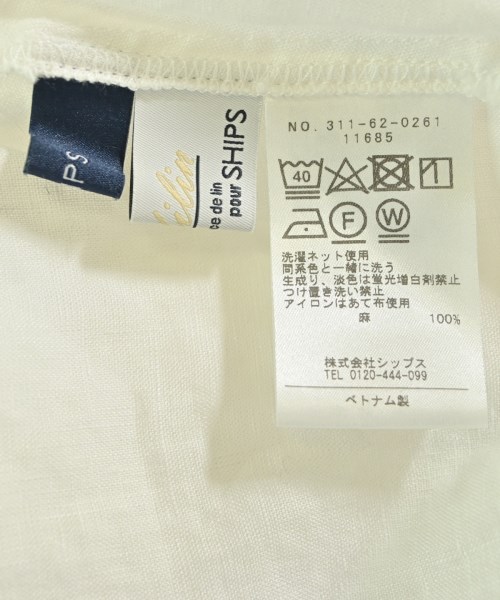 NO. 311-62-0261
11685
40
F
W
洗濯ネット使用
同系色と一緒に洗う
生成り、淡色は蛍光増白剤禁止
つけ置き洗い禁止
アイロンはあて布使用
麻 100%
株式会社シップス
TEL 0120-444-099
ベトナム製
de lin
pour SHIPS